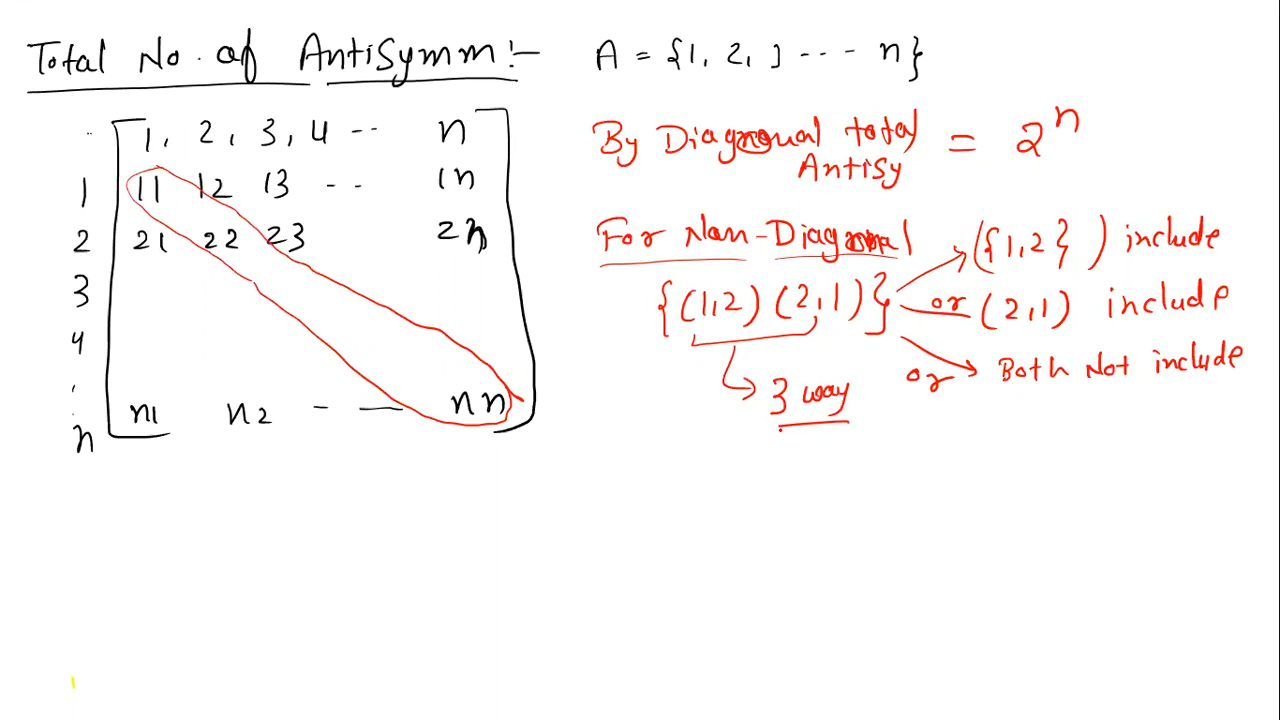 Total No. of AntiSymm :-
A = {1, 2, 3 --- n}
1, 2, 3, 4 -- n
1 11 12 13 -- 1n
2 21 22 23 2n
3
4
.
.
n n1 n2 - — nn
By Diagnoual total Antisy = 2^n
For Non-Diagnonal
{(1,2) (2,1)}
({1,2}) include
or (2,1) include
or Both Not include
3 way